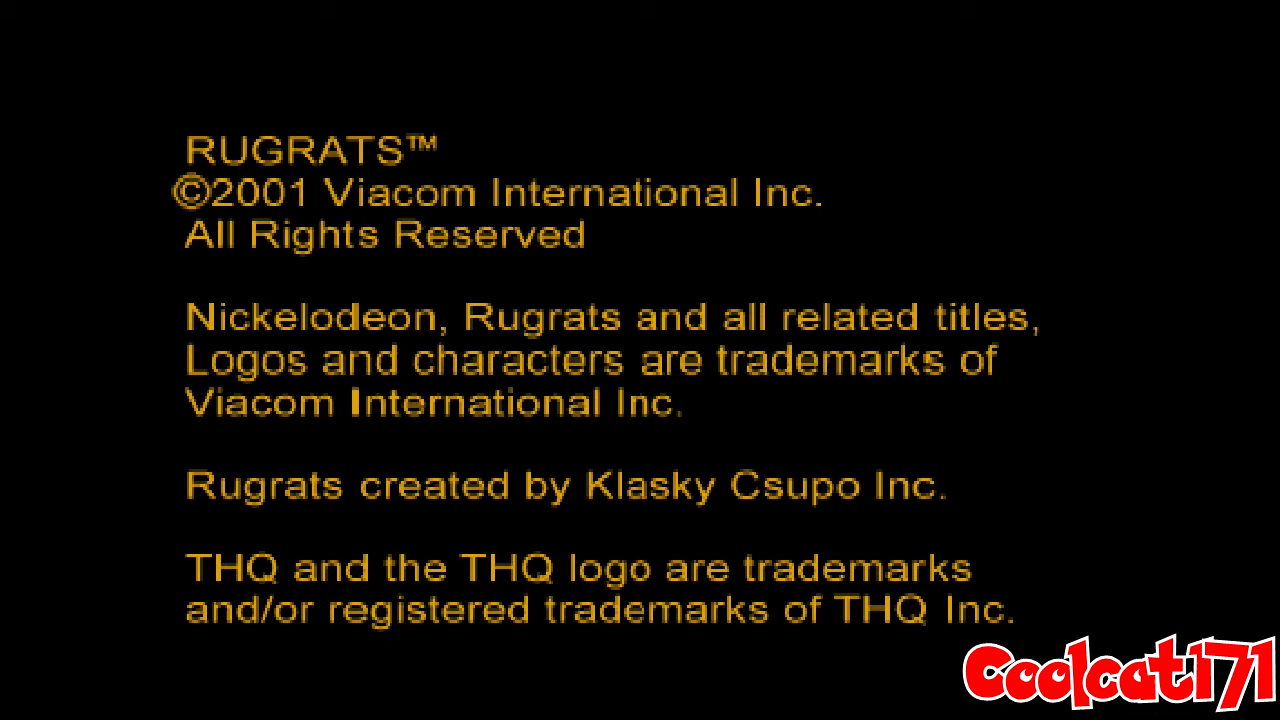 RUGRATS™
©2001 Viacom International Inc.
All Rights Reserved
Nickelodeon, Rugrats and all related titles,
Logos and characters are trademarks of
Viacom International Inc.
Rugrats created by Klasky Csupo Inc.
THQ and the THQ logo are trademarks
and/or registered trademarks of THQ Inc.
Coolcat171